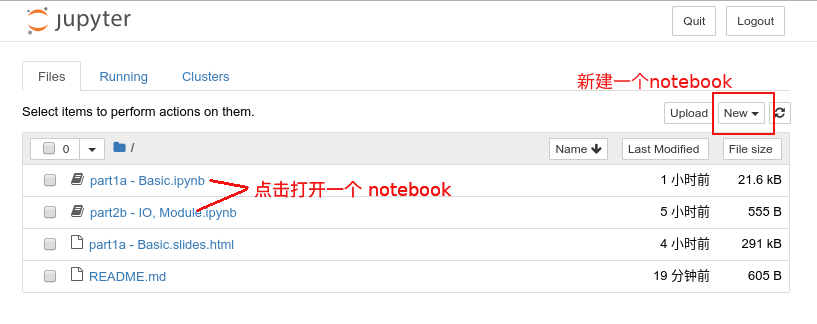 jupyter
Quit
Logout
Files
Running
Clusters
新建一个notebook
Select items to perform actions on them.
Upload
New
0
/
Name
Last Modified
File size
part1a - Basic.ipynb
1 小时前
21.6 kB
点击打开一个 notebook
part2b - IO, Module.ipynb
5 小时前
555 B
part1a - Basic.slides.html
4 小时前
291 kB
README.md
19 分钟前
605 B